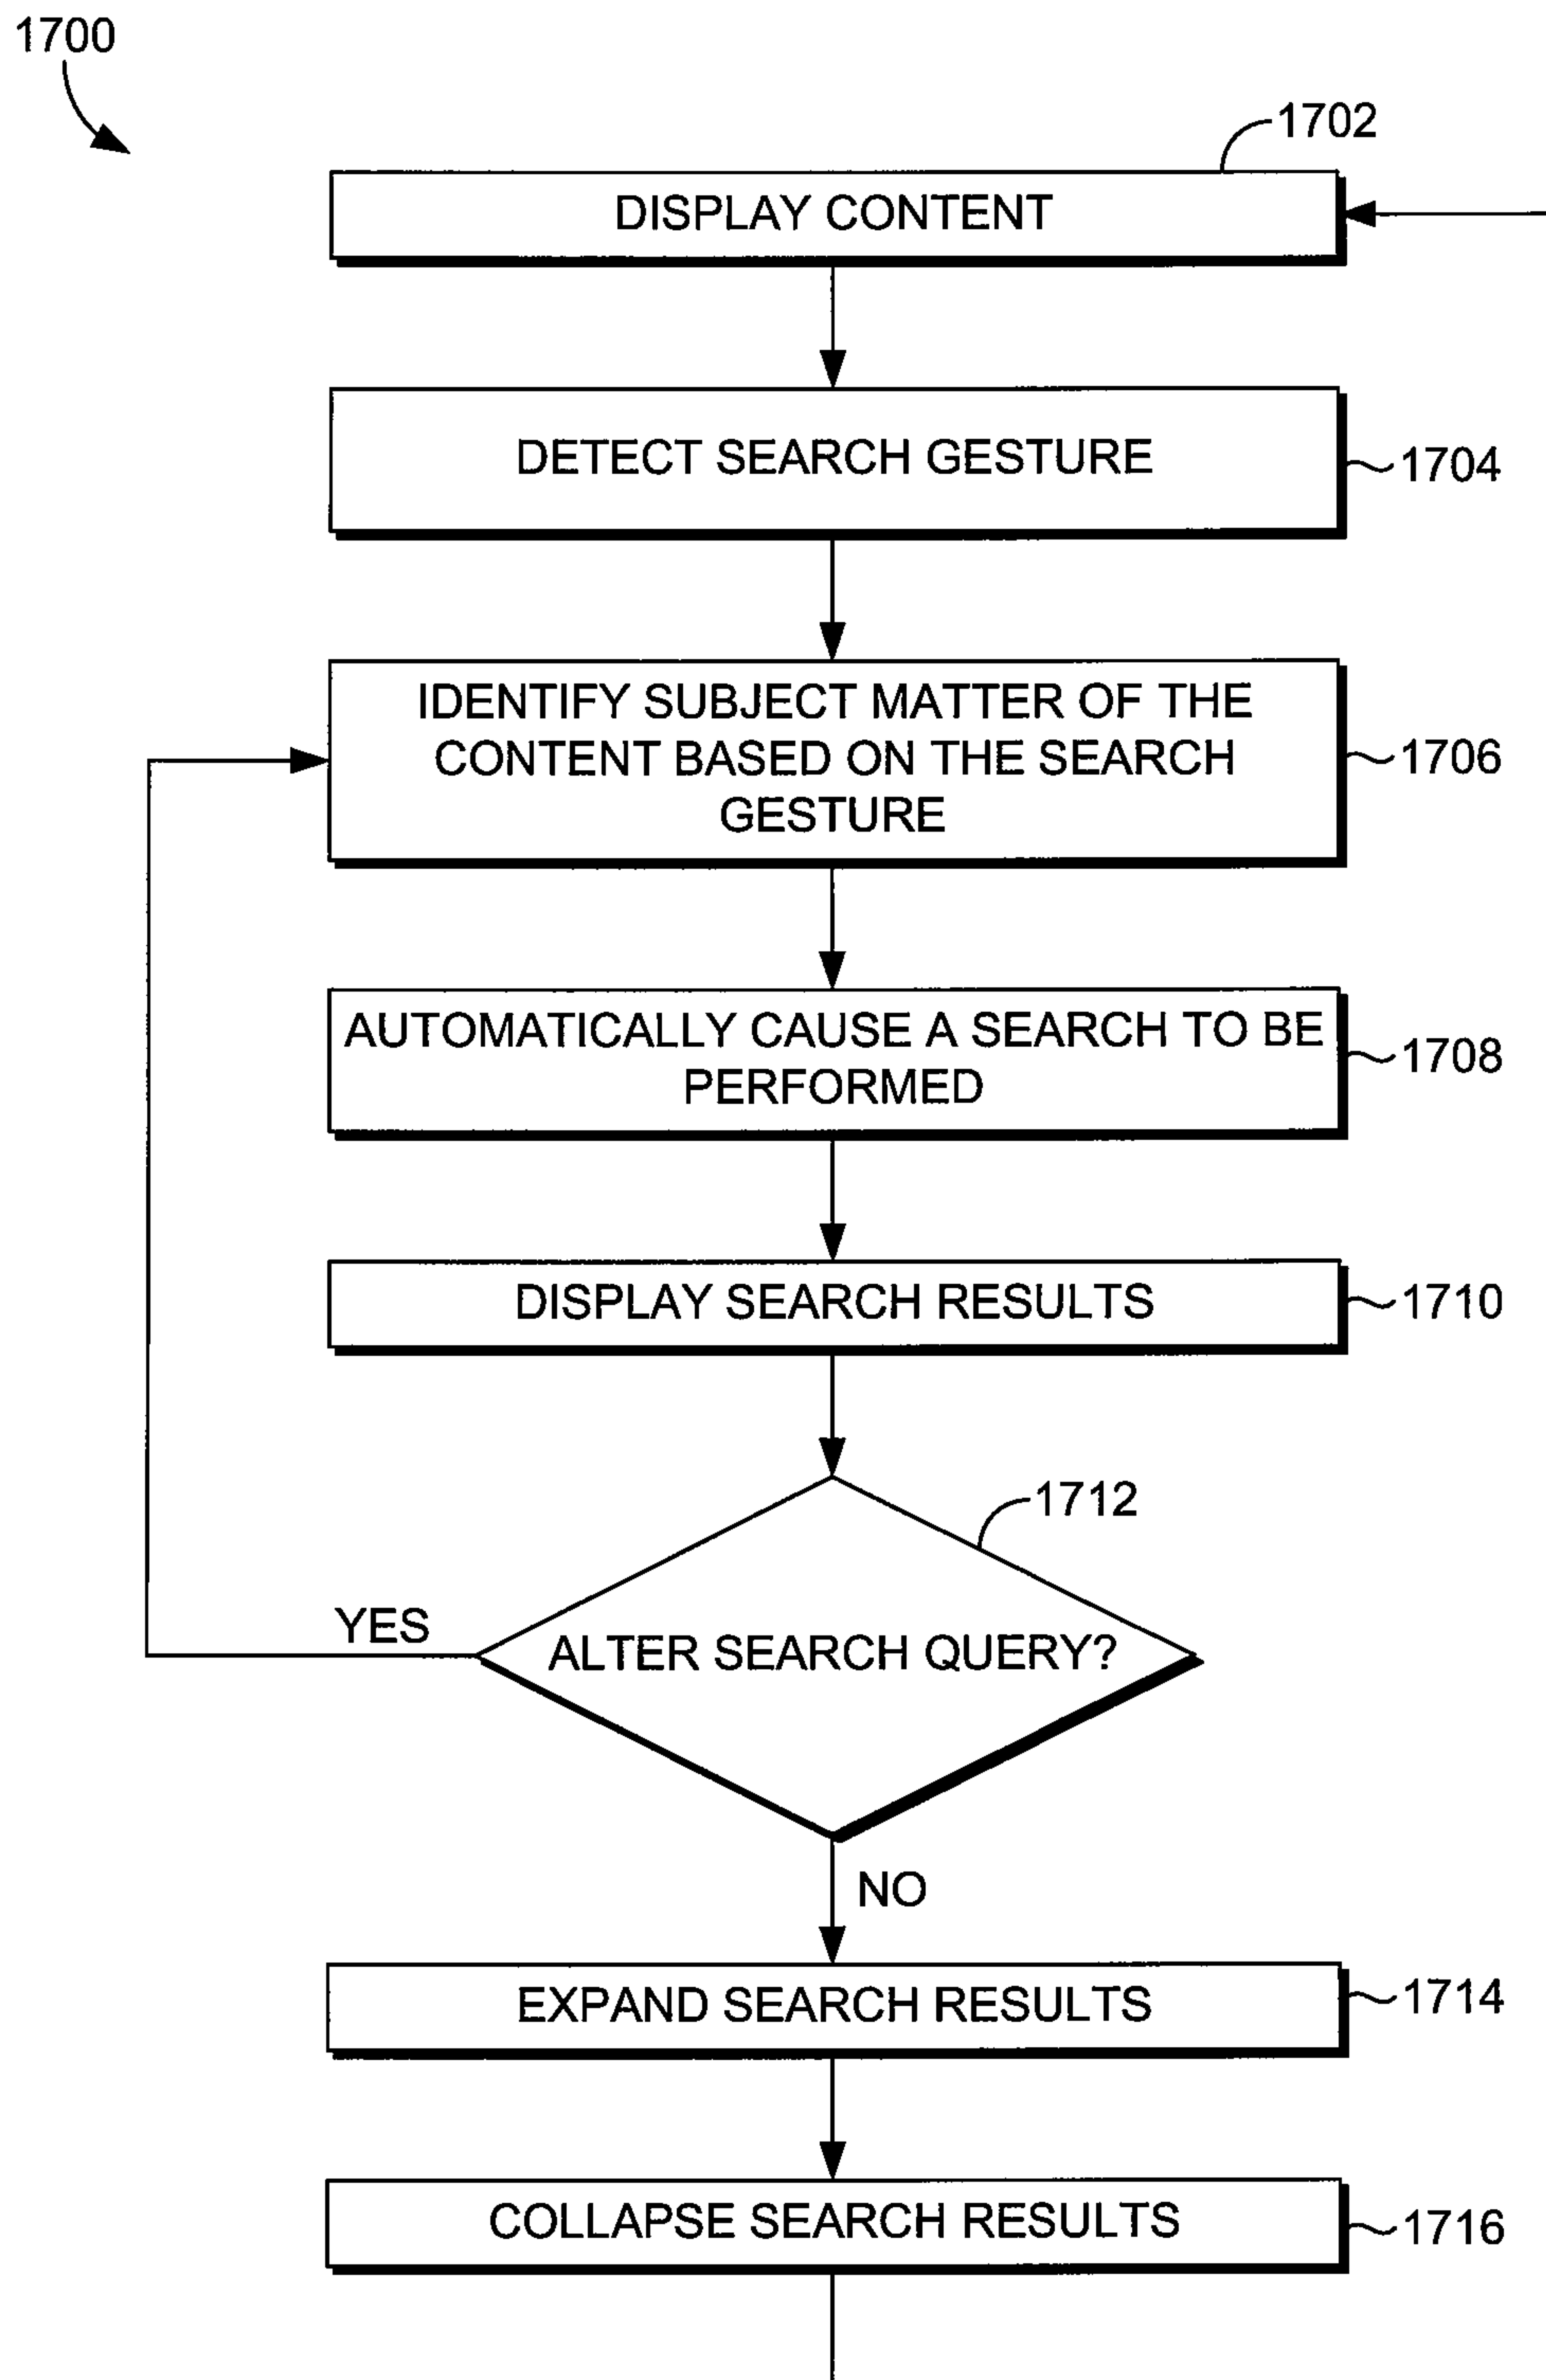 1700
1702
DISPLAY CONTENT
DETECT SEARCH GESTURE
1704
IDENTIFY SUBJECT MATTER OF THE
CONTENT BASED ON THE SEARCH
GESTURE
1706
AUTOMATICALLY CAUSE A SEARCH TO BE
PERFORMED
1708
DISPLAY SEARCH RESULTS
1710
1712
YES
ALTER SEARCH QUERY?
NO
EXPAND SEARCH RESULTS
1714
COLLAPSE SEARCH RESULTS
1716